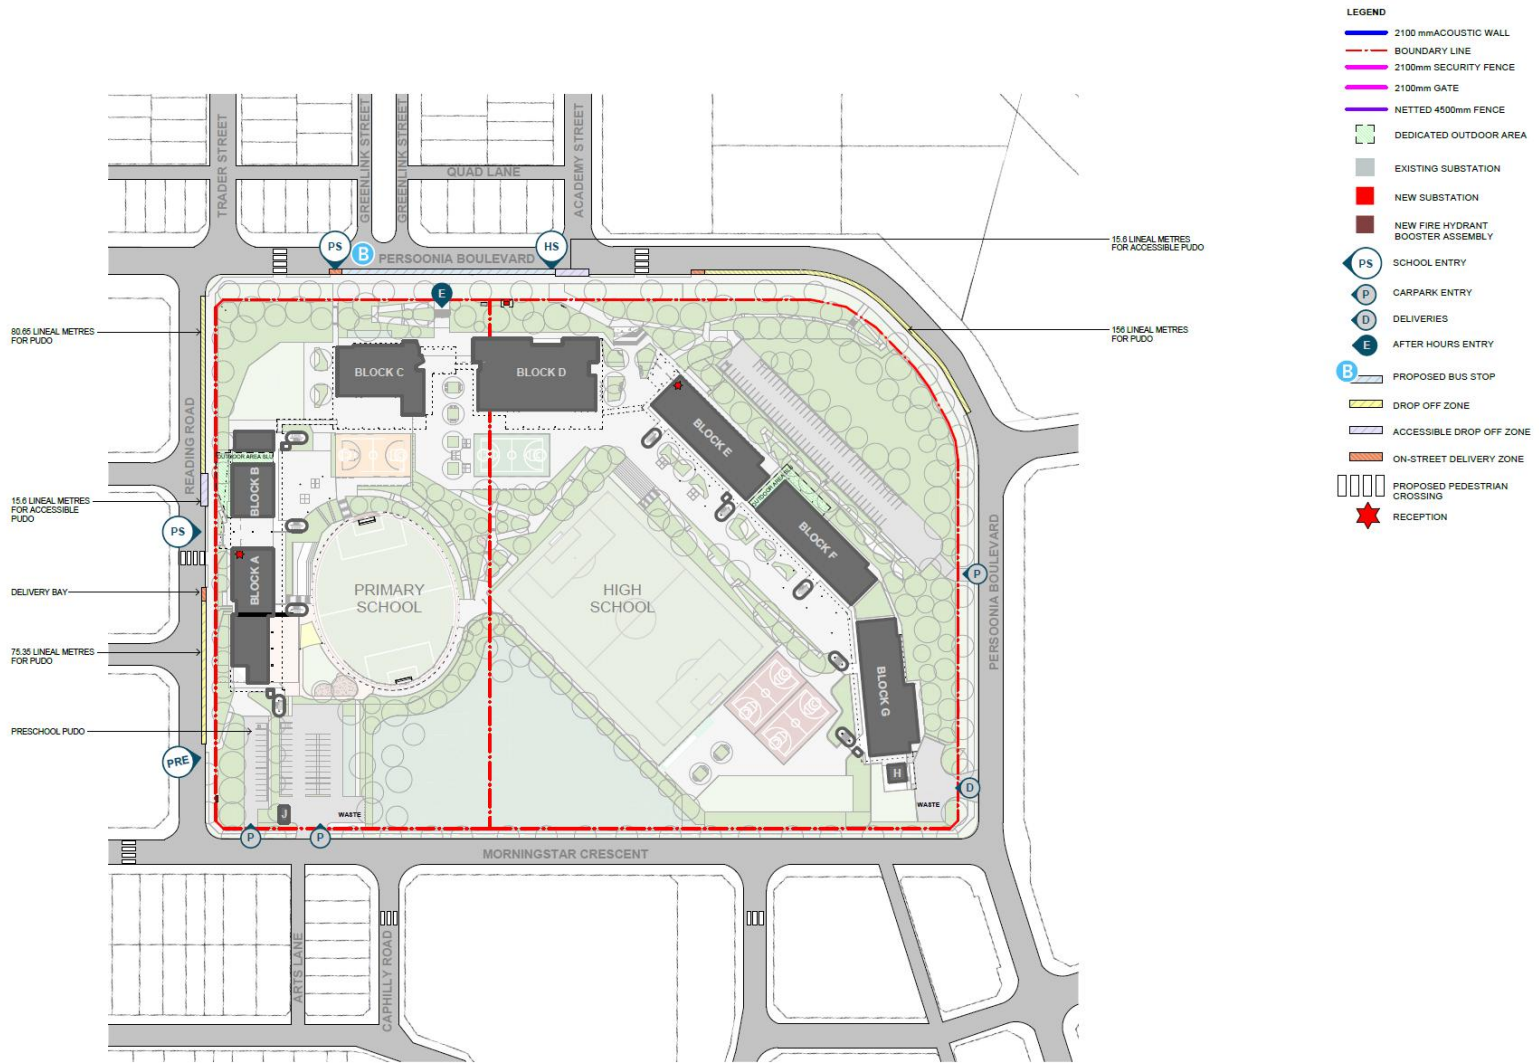 LEGEND
2100 mmACOUSTIC WALL
BOUNDARY LINE
2100mm SECURITY FENCE
2100mm GATE
NETTED 4500mm FENCE
DEDICATED OUTDOOR AREA
EXISTING SUBSTATION
NEW SUBSTATION
NEW FIRE HYDRANT
BOOSTER ASSEMBLY
PS
SCHOOL ENTRY
P
CARPARK ENTRY
D
DELIVERIES
E
AFTER HOURS ENTRY
B
PROPOSED BUS STOP
DROP OFF ZONE
ACCESSIBLE DROP OFF ZONE
ON-STREET DELIVERY ZONE
PROPOSED PEDESTRIAN
CROSSING
RECEPTION
TRADER STREET
GREENLINK STREET
GREENLINK STREET
ACADEMY STREET
QUAD LANE
PS
B
HS
PERSOONIA BOULEVARD
15.6 LINEAL METRES
FOR ACCESSIBLE PUDO
E
80.65 LINEAL METRES
FOR PUDO
156 LINEAL METRES
FOR PUDO
BLOCK C
BLOCK D
READING ROAD
BLOCK E
OUTDOOR AREA SLU
BLOCK B
OUTDOOR AREA SLS
15.6 LINEAL METRES
FOR ACCESSIBLE
PUDO
PS
BLOCK F
BLOCK A
PERSOONIA BOULEVARD
P
DELIVERY BAY
PRIMARY
SCHOOL
HIGH
SCHOOL
75.35 LINEAL METRES
FOR PUDO
BLOCK G
PRESCHOOL PUDO
PRE
H
D
WASTE
J
WASTE
P
P
MORNINGSTAR CRESCENT
ARTS LANE
CAPHILLY ROAD